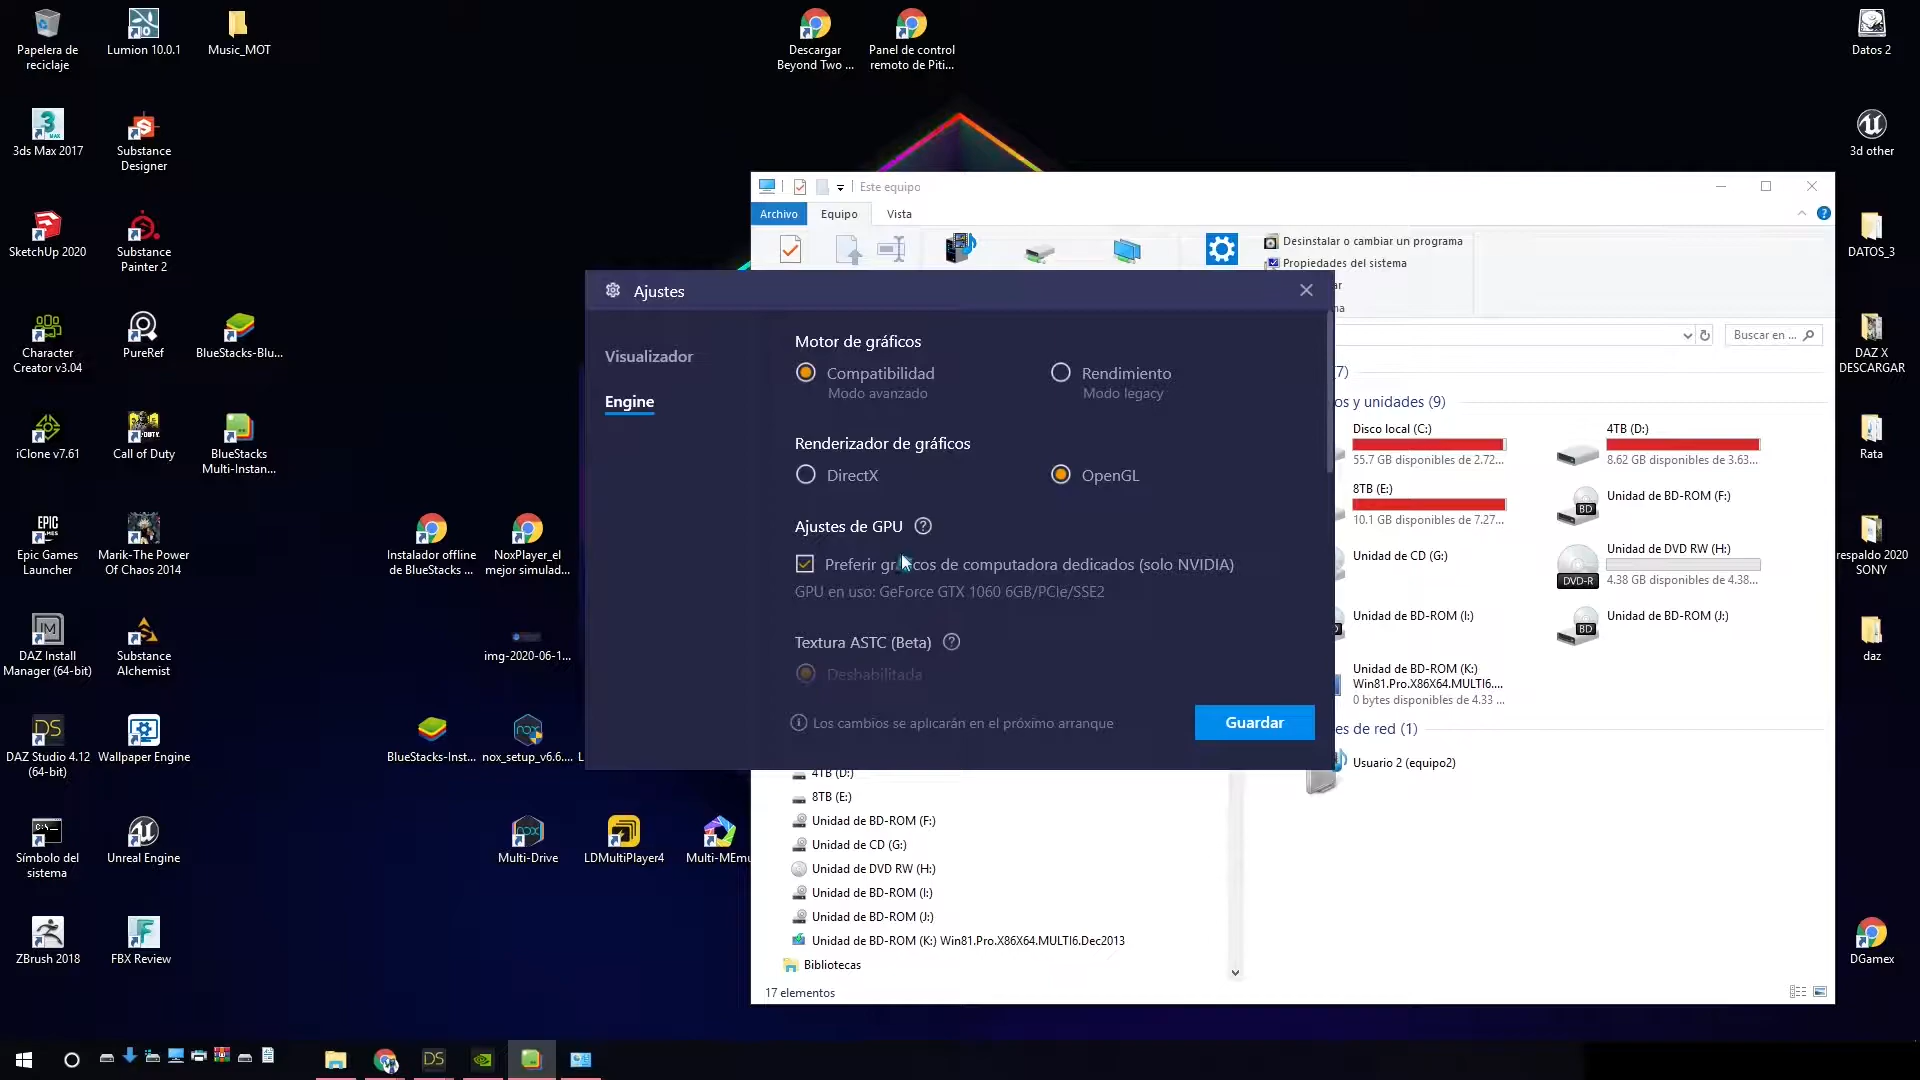 Papelera de
reciclaje
Lumion 10.0.1
Music_MOT
Descargar
Beyond Two ...
Panel de control
remoto de Piti...
Datos 2
3ds Max 2017
Substance
Designer
3d other
SketchUp 2020
Substance
Painter 2
DATOS_3
Character
Creator v3.04
PureRef
BlueStacks-Blu...
DAZ X
DESCARGAR
iClone v7.61
Call of Duty
BlueStacks
Multi-Instan...
Rata
Epic Games
Launcher
Marik-The Power
Of Chaos 2014
Instalador offline
de BlueStacks ...
NoxPlayer_el
mejor simulad...
respaldo 2020
SONY
DAZ Install
Manager (64-bit)
Substance
Alchemist
img-2020-06-1...
daz
DAZ Studio 4.12
(64-bit)
Wallpaper Engine
BlueStacks-Inst...
nox_setup_v6.6....
Símbolo del
sistema
Unreal Engine
Multi-Drive
LDMultiPlayer4
Multi-MEmu
ZBrush 2018
FBX Review
DGamex
Este equipo
Archivo
Equipo
Vista
Desinstalar o cambiar un programa
Propiedades del sistema
ar
ma
Buscar en ...
7)
os y unidades (9)
Disco local (C:)
55.7 GB disponibles de 2.72...
4TB (D:)
8.62 GB disponibles de 3.63...
8TB (E:)
10.1 GB disponibles de 7.27...
Unidad de BD-ROM (F:)
BD
Unidad de CD (G:)
Unidad de DVD RW (H:)
4.38 GB disponibles de 4.38...
DVD-R
Unidad de BD-ROM (I:)
Unidad de BD-ROM (J:)
BD
Unidad de BD-ROM (K:)
Win81.Pro.X86X64.MULTI6....
0 bytes disponibles de 4.33 ...
es de red (1)
Usuario 2 (equipo2)
Ajustes
Visualizador
Engine
Motor de gráficos
Compatibilidad
Modo avanzado
Rendimiento
Modo legacy
Renderizador de gráficos
DirectX
OpenGL
Ajustes de GPU
Preferir gráficos de computadora dedicados (solo NVIDIA)
GPU en uso: GeForce GTX 1060 6GB/PCIe/SSE2
Textura ASTC (Beta)
Deshabilitada
Los cambios se aplicarán en el próximo arranque
Guardar
4TB (D:)
8TB (E:)
Unidad de BD-ROM (F:)
Unidad de CD (G:)
Unidad de DVD RW (H:)
Unidad de BD-ROM (I:)
Unidad de BD-ROM (J:)
Unidad de BD-ROM (K:) Win81.Pro.X86X64.MULTI6.Dec2013
Bibliotecas
17 elementos